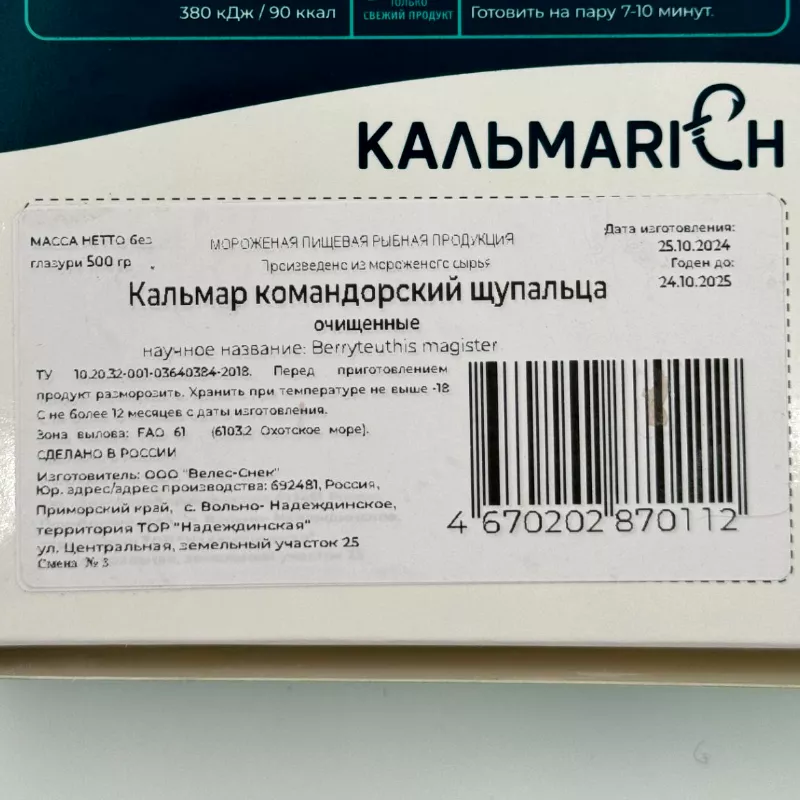 380 кДж / 90 ккал
ТОЛЬКО
СВЕЖИЙ ПРОДУКТ
Готовить на пару 7-10 минут.
КАЛЬМАRICH
МАССА НЕТТО без
глазури 500 гр
МОРОЖЕНАЯ ПИЩЕВАЯ РЫБНАЯ ПРОДУКЦИЯ
Произведено из мороженого сырья
Дата изготовления:
25.10.2024
Годен до:
24.10.2025
Кальмар командорский щупальца
очищенные
научное название: Berryteuthis magister
ТУ 10.20.32-001-03640384-2018. Перед приготовлением
продукт разморозить. Хранить при температуре не выше -18
С не более 12 месяцев с даты изготовления.
Зона вылова: FAO 61 (6103.2 Охотское море).
СДЕЛАНО В РОССИИ
Изготовитель: ООО "Велес-Снек"
Юр. адрес/адрес производства: 692481, Россия,
Приморский край, с. Вольно- Надеждинское,
территория ТОР "Надеждинская"
ул. Центральная, земельный участок 25
Смена № 3
4 670202 870112